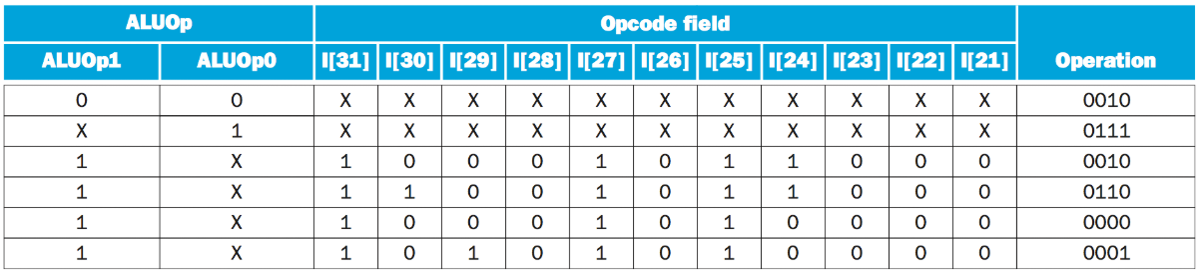 ALUOp Opcode field
ALUOp1 ALUOp0 I[31] I[30] I[29] I[28] I[27] I[26] I[25] I[24] I[23] I[22] I[21] Operation
0 0 X X X X X X X X X X X 0010
X 1 X X X X X X X X X X X 0111
1 X 1 0 0 0 1 0 1 1 0 0 0 0010
1 X 1 1 0 0 1 0 1 1 0 0 0 0110
1 X 1 0 0 0 1 0 1 0 0 0 0 0000
1 X 1 0 1 0 1 0 1 0 0 0 0 0001